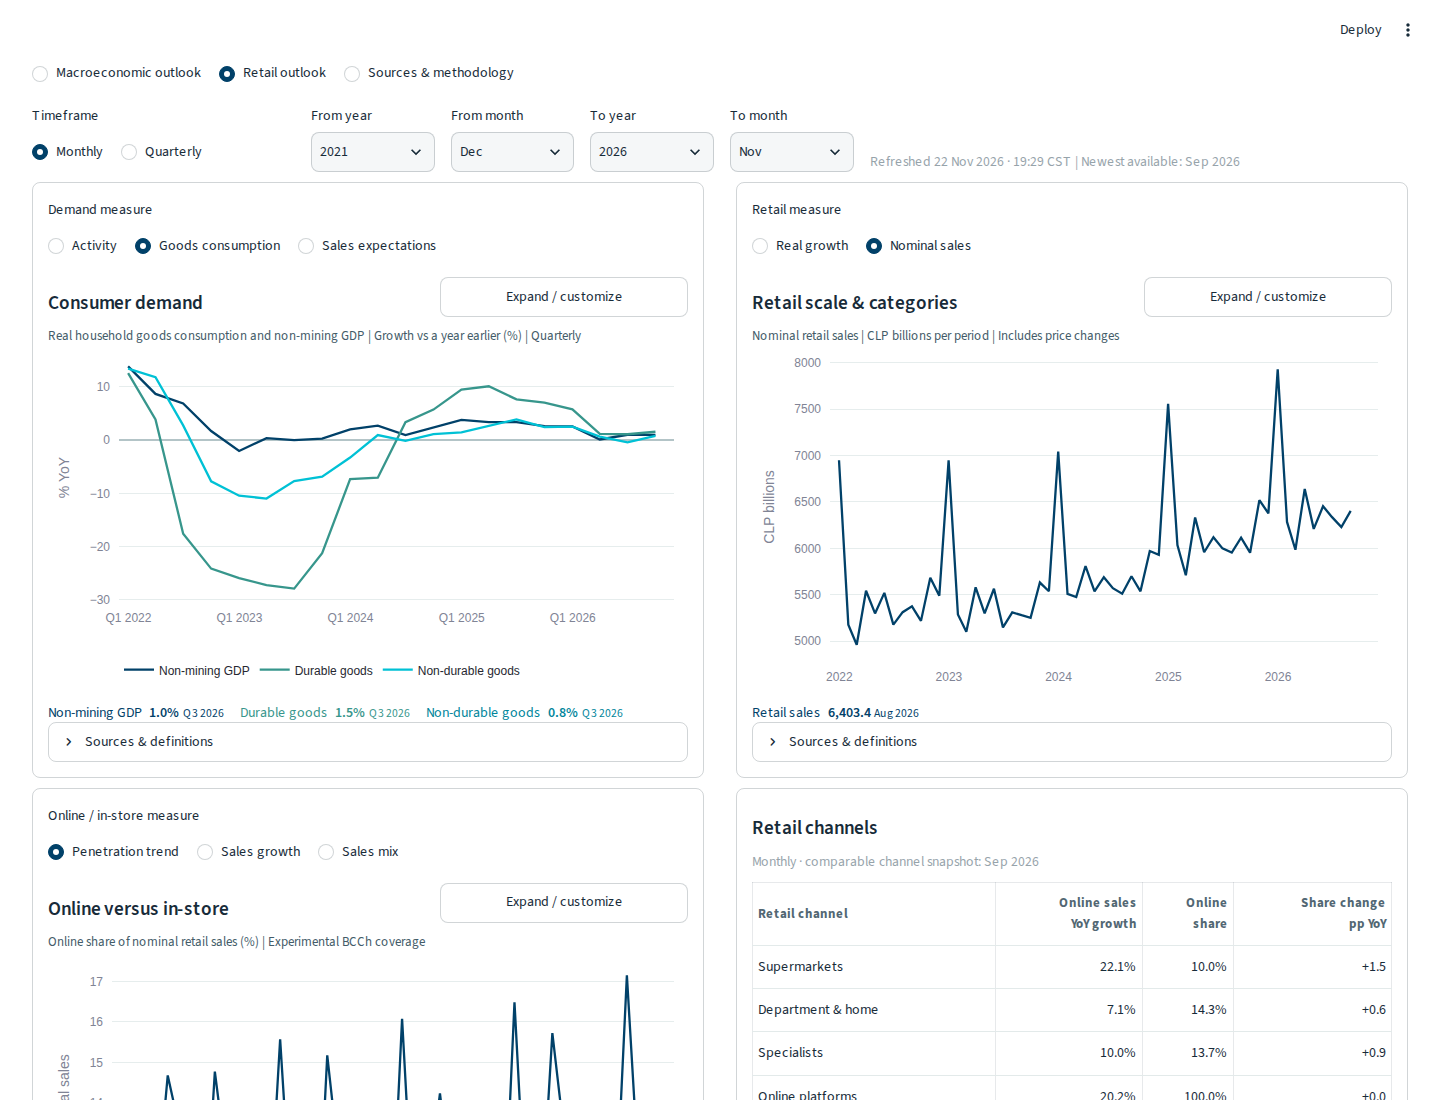 Deploy
Macroeconomic outlook Retail outlook Sources & methodology
Timeframe From year From month To year To month
Monthly Quarterly 2021 Dec 2026 Nov
Refreshed 22 Nov 2026 · 19:29 CST | Newest available: Sep 2026
Demand measure
Activity Goods consumption Sales expectations
Consumer demand
Expand / customize
Real household goods consumption and non-mining GDP | Growth vs a year earlier (%) | Quarterly
% YoY
10
0
−10
−20
−30
Q1 2022 Q1 2023 Q1 2024 Q1 2025 Q1 2026
Non-mining GDP Durable goods Non-durable goods
Non-mining GDP 1.0% Q3 2026 Durable goods 1.5% Q3 2026 Non-durable goods 0.8% Q3 2026
Sources & definitions
Retail measure
Real growth Nominal sales
Retail scale & categories
Expand / customize
Nominal retail sales | CLP billions per period | Includes price changes
CLP billions
8000
7500
7000
6500
6000
5500
5000
2022 2023 2024 2025 2026
Retail sales 6,403.4 Aug 2026
Sources & definitions
Online / in-store measure
Penetration trend Sales growth Sales mix
Online versus in-store
Expand / customize
Online share of nominal retail sales (%) | Experimental BCCh coverage
17
16
15
14
al sales
Retail channels
Monthly · comparable channel snapshot: Sep 2026
Retail channel Online sales YoY growth Online share Share change pp YoY
Supermarkets 22.1% 10.0% +1.5
Department & home 7.1% 14.3% +0.6
Specialists 10.0% 13.7% +0.9
Online platforms 20.2% 100.0% +0.0